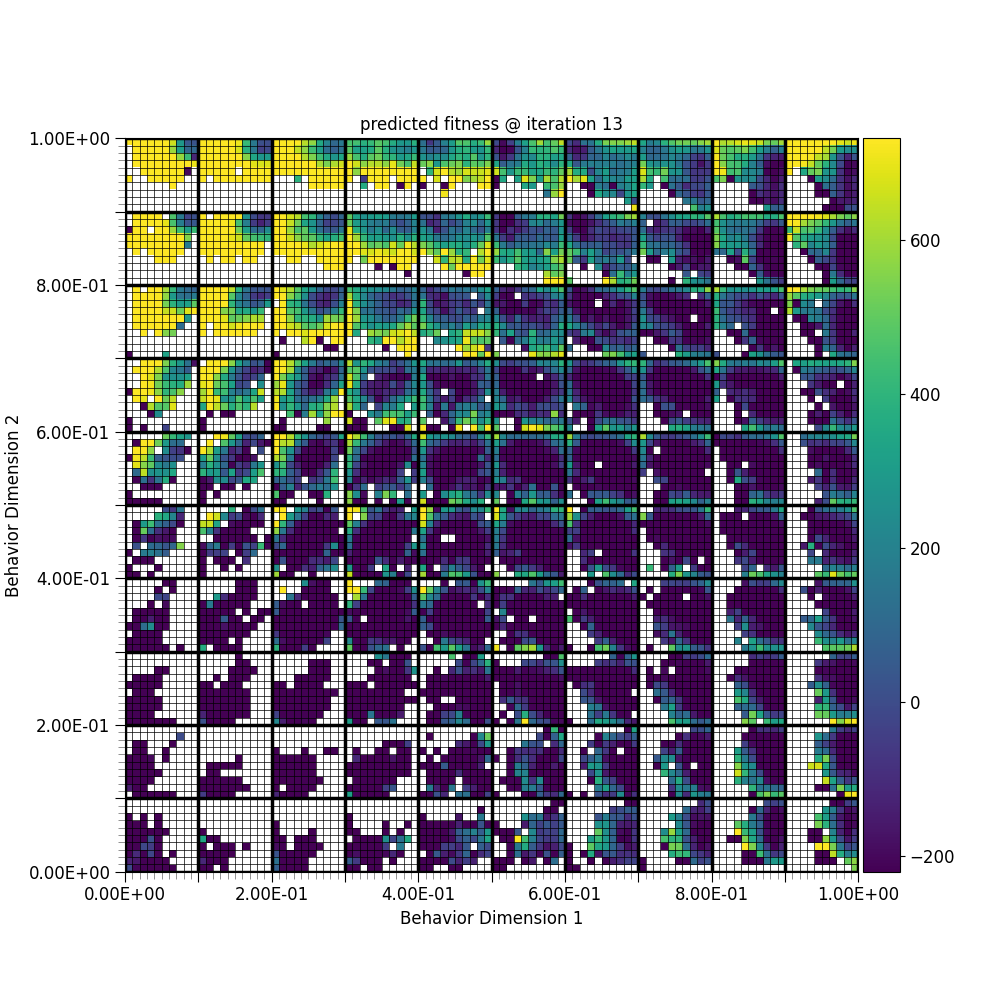 predicted fitness @ iteration 13
1.00E+00
8.00E-01
6.00E-01
4.00E-01
2.00E-01
0.00E+00
Behavior Dimension 2
0.00E+00 2.00E-01 4.00E-01 6.00E-01 8.00E-01 1.00E+00
Behavior Dimension 1
600
400
200
0
−200